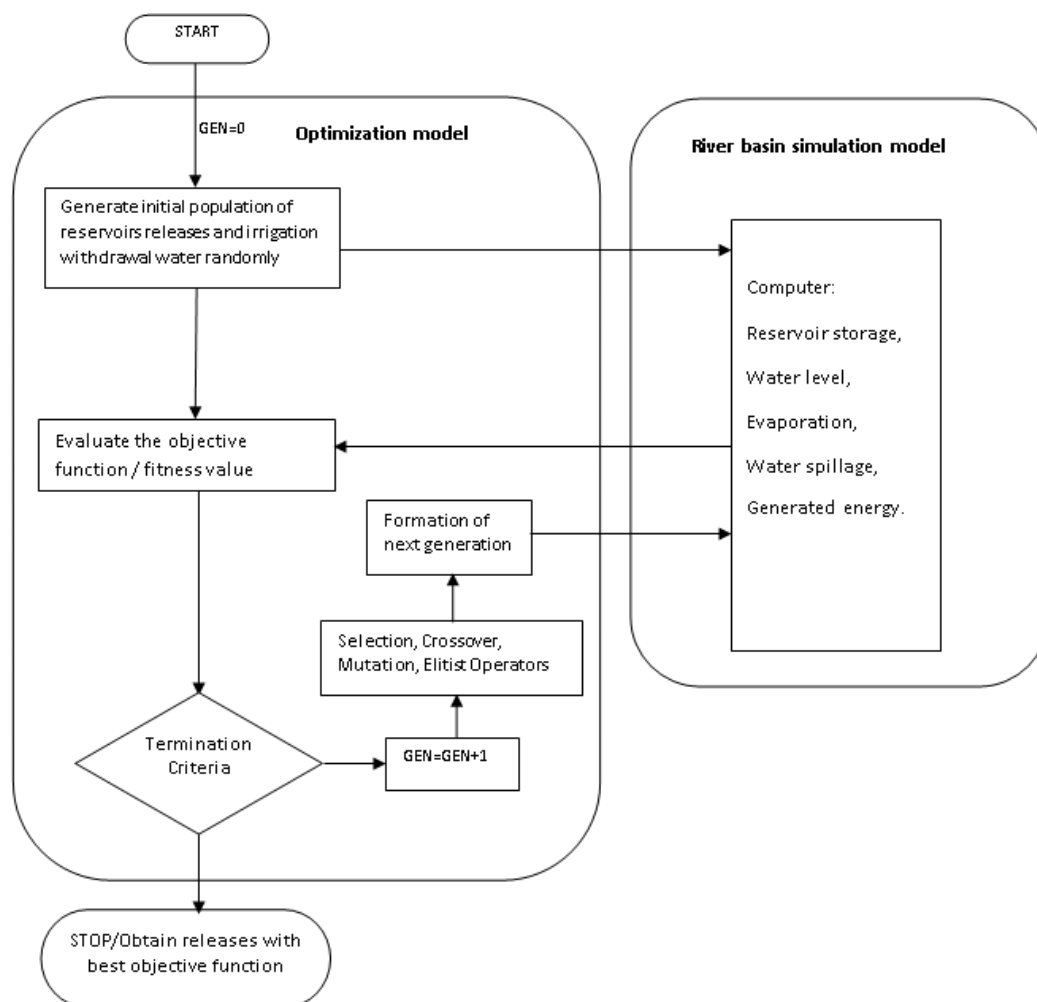 START
GEN=0
Optimization model
River basin simulation model
Generate initial population of
reservoirs releases and irrigation
withdrawal water randomly
Computer:
Reservoir storage,
Water level,
Evaporation,
Water spillage,
Generated energy.
Evaluate the objective
function / fitness value
Formation of
next generation
Selection, Crossover,
Mutation, Elitist Operators
Termination
Criteria
GEN=GEN+1
STOP/Obtain releases with
best objective function